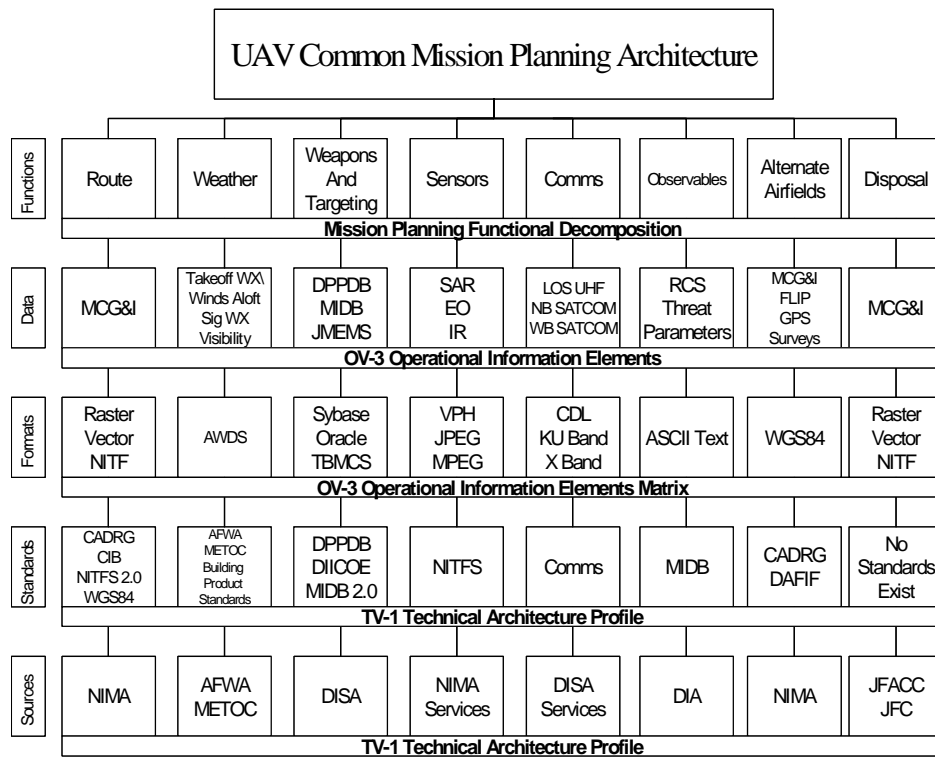 UAV Common Mission Planning Architecture
Functions
Route
Weather
Weapons
And
Targeting
Sensors
Comms
Observables
Alternate
Airfields
Disposal
Mission Planning Functional Decomposition
Data
MCG&I
Takeoff WX\
Winds Aloft
Sig WX
Visibility
DPPDB
MIDB
JMEMS
SAR
EO
IR
LOS UHF
NB SATCOM
WB SATCOM
RCS
Threat
Parameters
MCG&I
FLIP
GPS
Surveys
MCG&I
OV-3 Operational Information Elements
Formats
Raster
Vector
NITF
AWDS
Sybase
Oracle
TBMCS
VPH
JPEG
MPEG
CDL
KU Band
X Band
ASCII Text
WGS84
Raster
Vector
NITF
OV-3 Operational Information Elements Matrix
Standards
CADRG
CIB
NITFS 2.0
WGS84
AFWA
METOC
Building
Product
Standards
DPPDB
DIICOE
MIDB 2.0
NITFS
Comms
MIDB
CADRG
DAFIF
No
Standards
Exist
TV-1 Technical Architecture Profile
Sources
NIMA
AFWA
METOC
DISA
NIMA
Services
DISA
Services
DIA
NIMA
JFACC
JFC
TV-1 Technical Architecture Profile